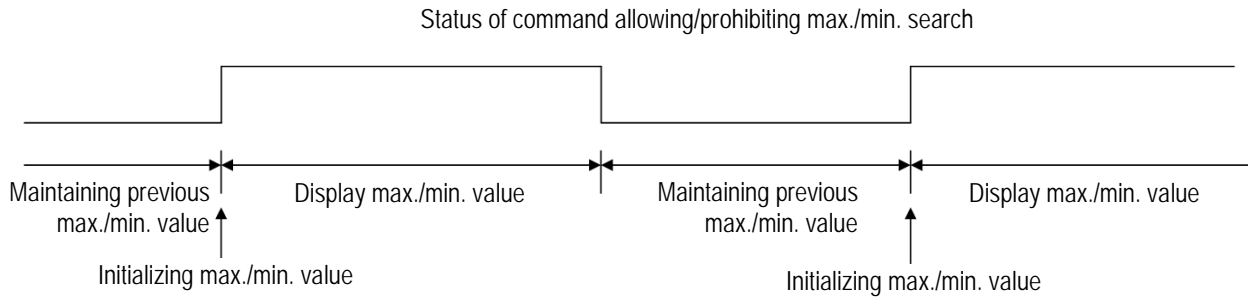 Status of command allowing/prohibiting max./min. search
Maintaining previous
max./min. value
Display max./min. value
Maintaining previous
max./min. value
Display max./min. value
Initializing max./min. value
Initializing max./min. value